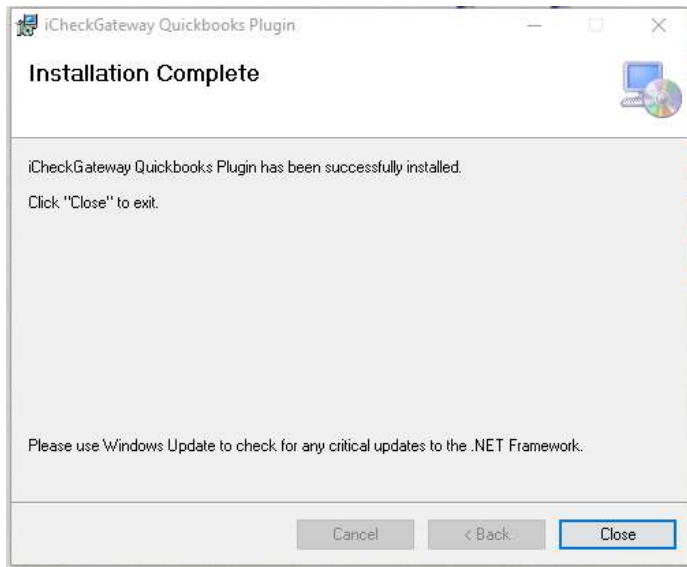 iCheckGateway Quickbooks Plugin
Installation Complete
iCheckGateway Quickbooks Plugin has been successfully installed.
Click "Close" to exit.
Please use Windows Update to check for any critical updates to the .NET Framework.
Cancel
< Back
Close